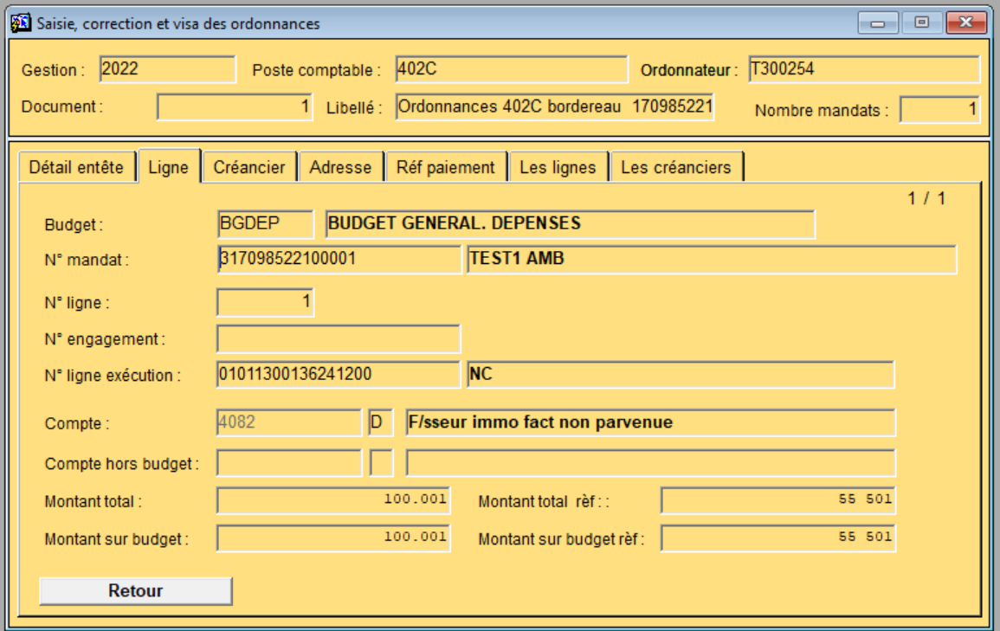 Saisie, correction et visa des ordonnances
Gestion : 2022 Poste comptable : 402C Ordonnateur : T300254
Document : 1 Libellé : Ordonnances 402C bordereau 170985221 Nombre mandats : 1
Détail entête Ligne Créancier Adresse Réf paiement Les lignes Les créanciers
1 / 1
Budget : BGDEP BUDGET GENERAL. DEPENSES
N° mandat : 317098522100001 TEST1 AMB
N° ligne : 1
N° engagement :
N° ligne exécution : 01011300136241200 NC
Compte : 4082 D F/sseur immo fact non parvenue
Compte hors budget :
Montant total : 100.001 Montant total rèf : : 55 501
Montant sur budget : 100.001 Montant sur budget rèf : 55 501
Retour